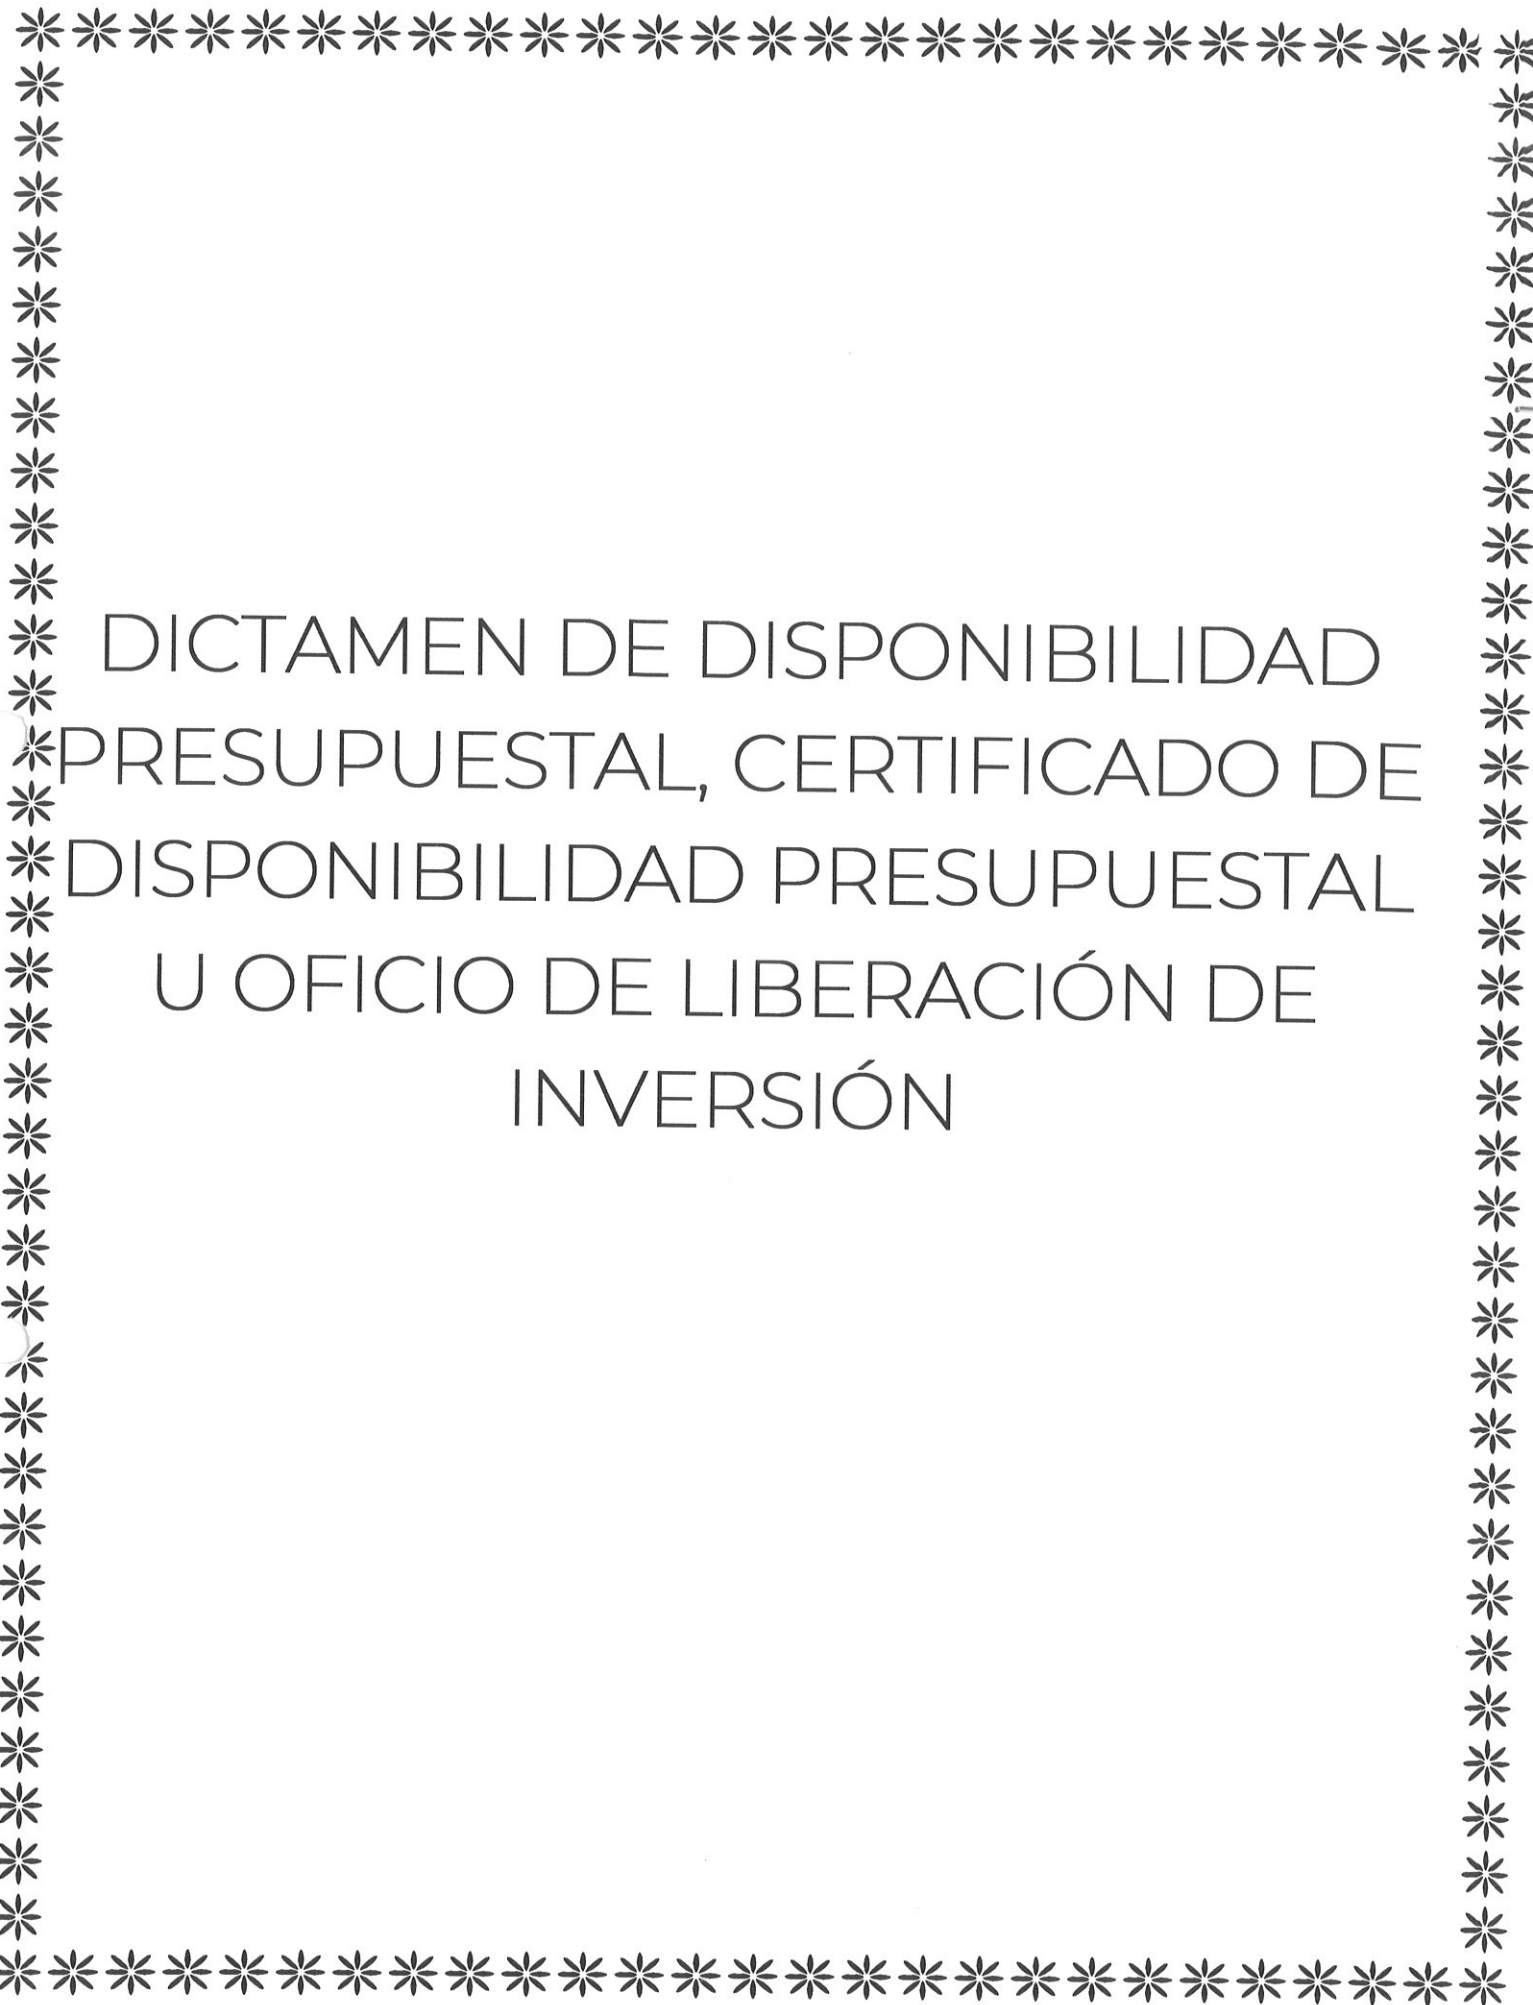 DICTAMEN DE DISPONIBILIDAD
PRESUPUESTAL, CERTIFICADO DE
DISPONIBILIDAD PRESUPUESTAL
U OFICIO DE LIBERACIÓN DE
INVERSIÓN